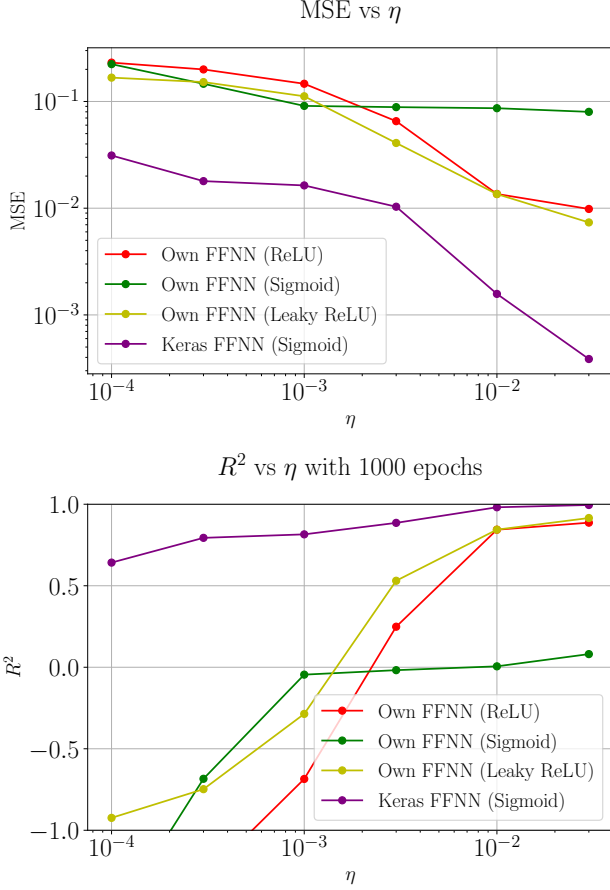 MSE vs η
10⁻¹
10⁻²
10⁻³
MSE
Own FFNN (ReLU)
Own FFNN (Sigmoid)
Own FFNN (Leaky ReLU)
Keras FFNN (Sigmoid)
10⁻⁴ 10⁻³ 10⁻²
η
R² vs η with 1000 epochs
1.0
0.5
0.0
−0.5
−1.0
R²
Own FFNN (ReLU)
Own FFNN (Sigmoid)
Own FFNN (Leaky ReLU)
Keras FFNN (Sigmoid)
10⁻⁴ 10⁻³ 10⁻²
η